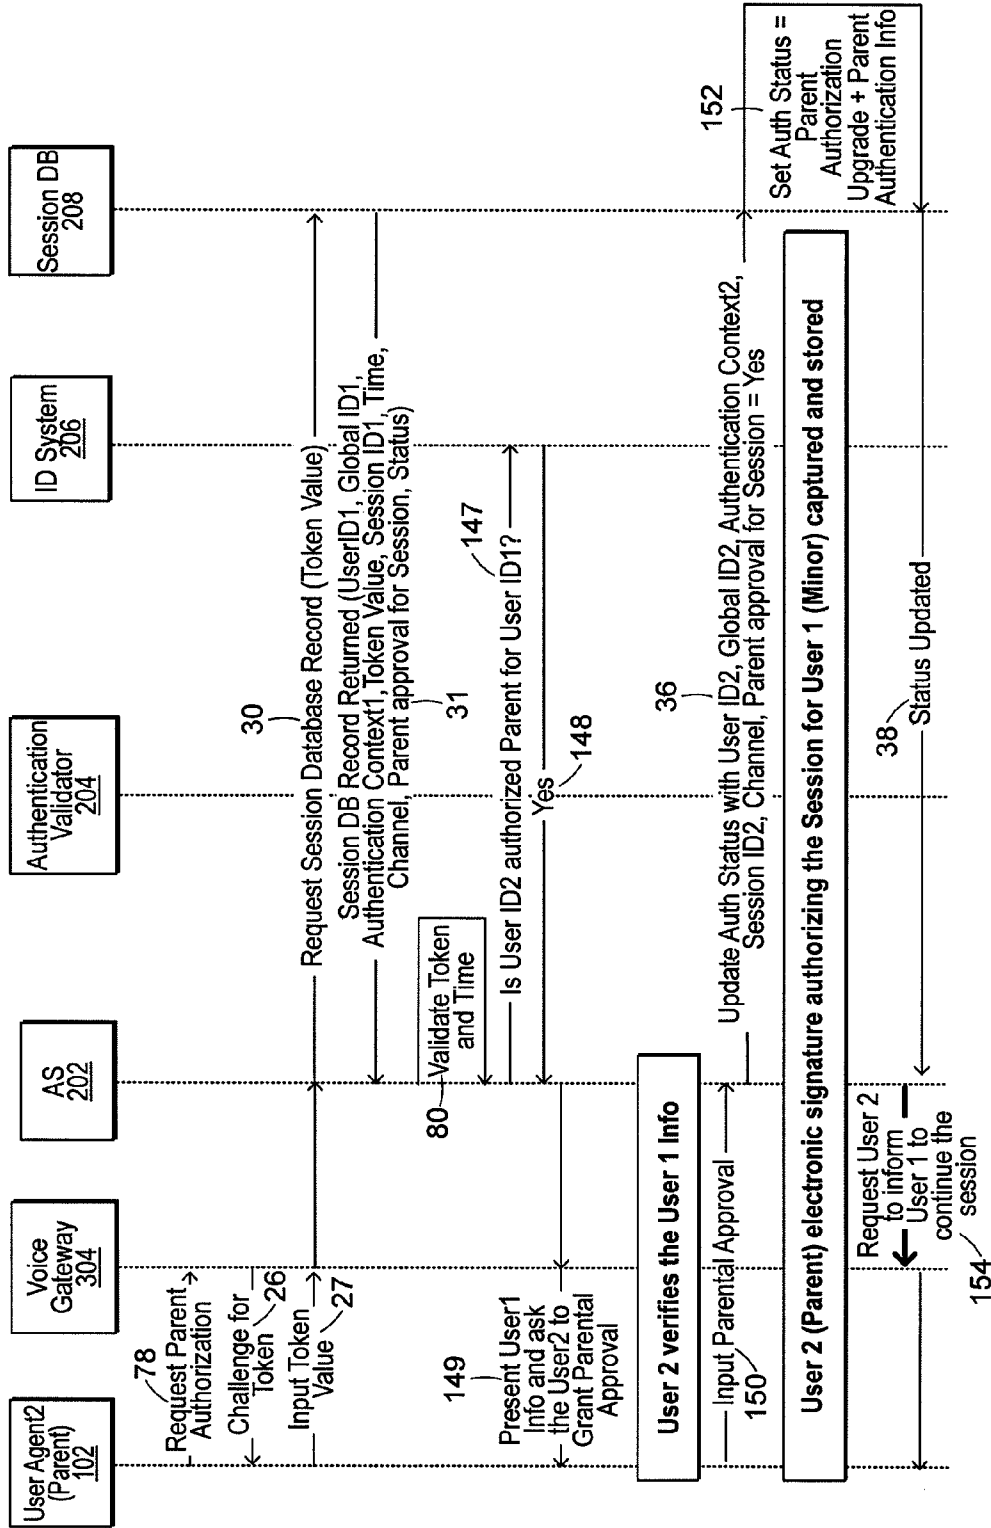 User Agent2
(Parent)
102
Voice
Gateway
304
AS
202
Authentication
Validator
204
ID System
206
Session DB
208
78
Request Parent
Authorization
Challenge for
Token
26
Input Token
Value
27
30
Request Session Database Record (Token Value)
Session DB Record Returned (UserID1, Global ID1,
Authentication Context1,Token Value, Session ID1, Time,
Channel, Parent approval for Session, Status)
31
80
Validate Token
and Time
Is User ID2 authorized Parent for User ID1?
147
Yes
148
149
Present User1
Info and ask
the User2 to
Grant Parental
Approval
User 2 verifies the User 1 Info
Input Parental Approval
150
36
Update Auth Status with User ID2, Global ID2, Authentication Context2,
Session ID2, Channel, Parent approval for Session = Yes
152
Set Auth Status =
Parent
Authorization
Upgrade + Parent
Authentication Info
User 2 (Parent) electronic signature authorizing the Session for User 1 (Minor) captured and stored
38
Status Updated
Request User 2
to inform
User 1 to
continue the
session
154